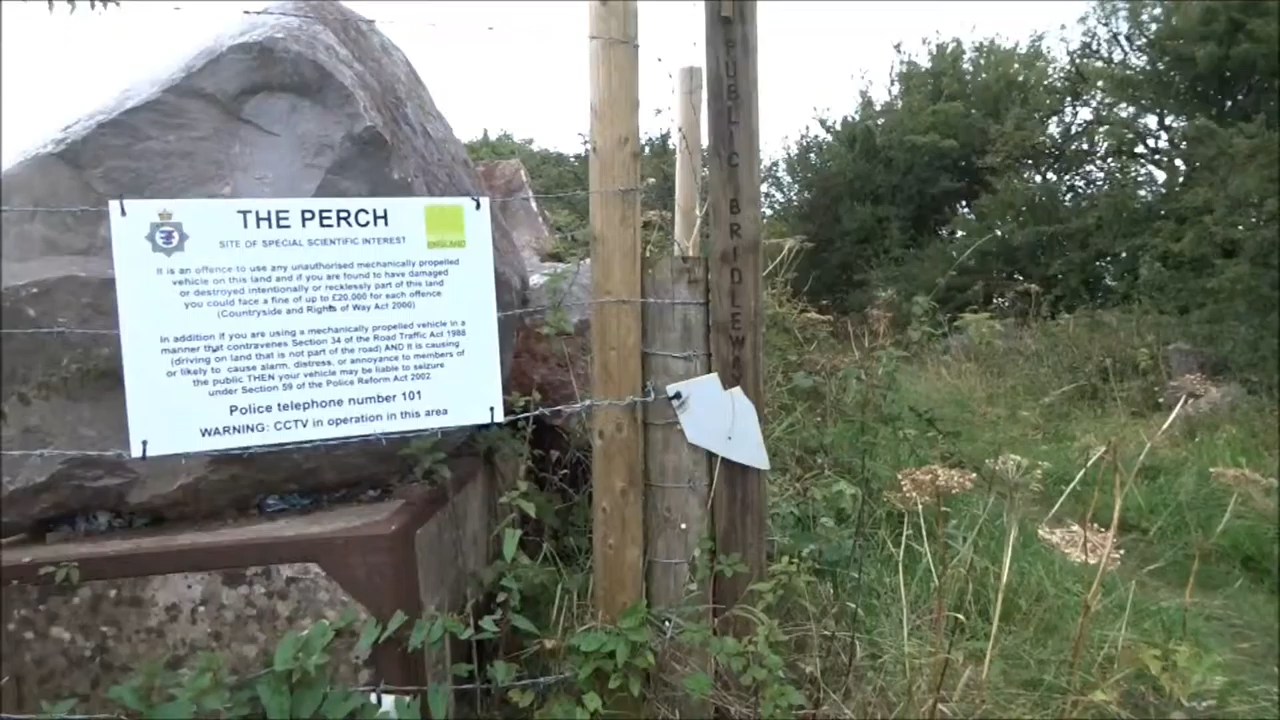 THE PERCH
SITE OF SPECIAL SCIENTIFIC INTEREST
It is an offence to use any unauthorised mechanically propelled
vehicle on this land and if you are found to have damaged
or destroyed intentionally or recklessly part of this land
you could face a fine of up to £20,000 for each offence
(Countryside and Rights of Way Act 2000)
In addition if you are using a mechanically propelled vehicle in a
manner that contravenes Section 34 of the Road Traffic Act 1988
(driving on land that is not part of the road) AND it is causing
or likely to cause alarm, distress, or annoyance to members of
the public THEN your vehicle may be liable to seizure
under Section 59 of the Police Reform Act 2002
Police telephone number 101
WARNING: CCTV in operation in this area
PUBLIC BRIDLEWAY